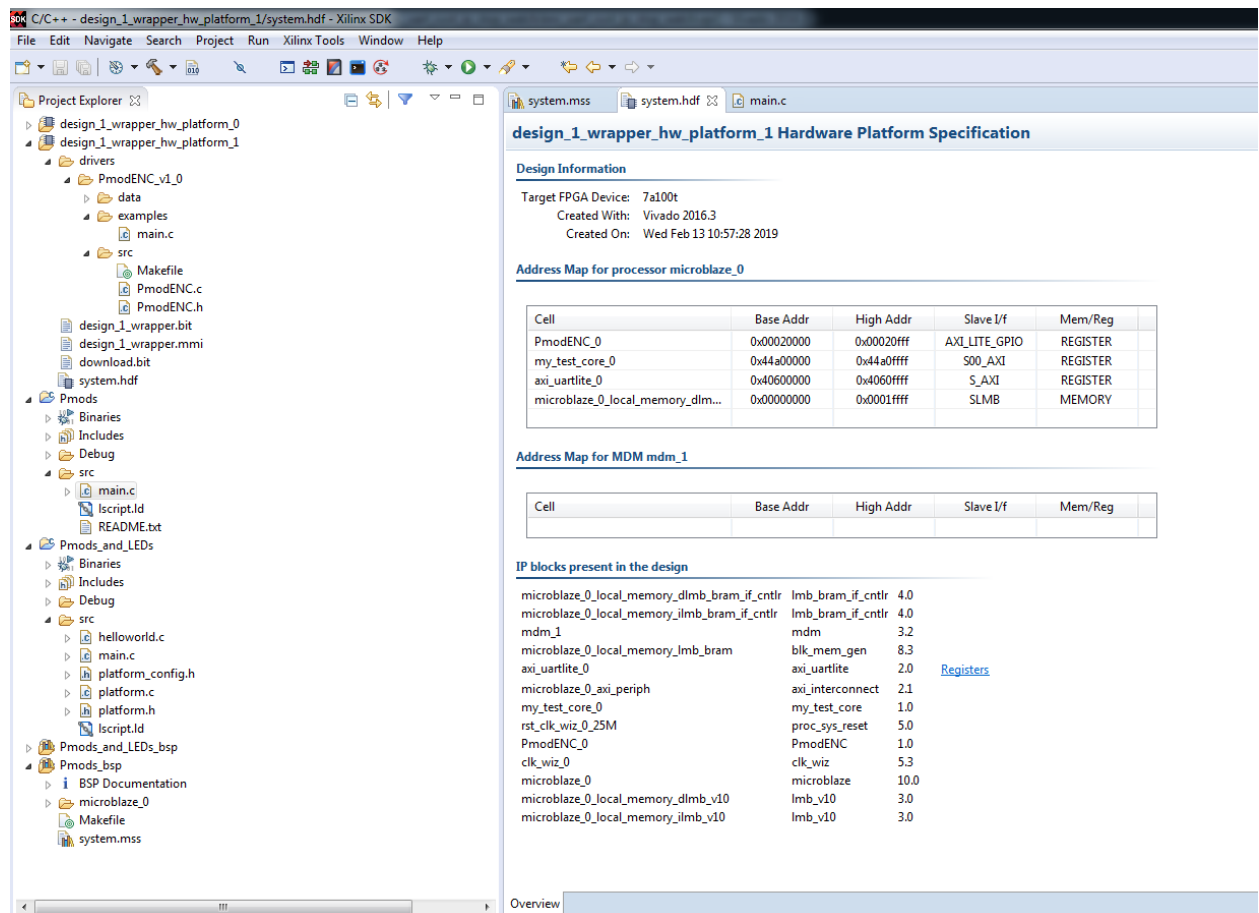 SDK C/C++ - design_1_wrapper_hw_platform_1/system.hdf - Xilinx SDK
File Edit Navigate Search Project Run Xilinx Tools Window Help
Project Explorer
design_1_wrapper_hw_platform_0
design_1_wrapper_hw_platform_1
drivers
PmodENC_v1_0
data
examples
main.c
src
Makefile
PmodENC.c
PmodENC.h
design_1_wrapper.bit
design_1_wrapper.mmi
download.bit
system.hdf
Pmods
Binaries
Includes
Debug
src
main.c
lscript.ld
README.txt
Pmods_and_LEDs
Binaries
Includes
Debug
src
helloworld.c
main.c
platform_config.h
platform.c
platform.h
lscript.ld
Pmods_and_LEDs_bsp
Pmods_bsp
BSP Documentation
microblaze_0
Makefile
system.mss
system.mss system.hdf main.c
design_1_wrapper_hw_platform_1 Hardware Platform Specification
Design Information
Target FPGA Device: 7a100t
Created With: Vivado 2016.3
Created On: Wed Feb 13 10:57:28 2019
Address Map for processor microblaze_0
Cell Base Addr High Addr Slave I/f Mem/Reg
PmodENC_0 0x00020000 0x00020fff AXI_LITE_GPIO REGISTER
my_test_core_0 0x44a00000 0x44a0ffff S00_AXI REGISTER
axi_uartlite_0 0x40600000 0x4060ffff S_AXI REGISTER
microblaze_0_local_memory_dlm... 0x00000000 0x0001ffff SLMB MEMORY
Address Map for MDM mdm_1
Cell Base Addr High Addr Slave I/f Mem/Reg
IP blocks present in the design
microblaze_0_local_memory_dlmb_bram_if_cntlr lmb_bram_if_cntlr 4.0
microblaze_0_local_memory_ilmb_bram_if_cntlr lmb_bram_if_cntlr 4.0
mdm_1 mdm 3.2
microblaze_0_local_memory_lmb_bram blk_mem_gen 8.3
axi_uartlite_0 axi_uartlite 2.0 Registers
microblaze_0_axi_periph axi_interconnect 2.1
my_test_core_0 my_test_core 1.0
rst_clk_wiz_0_25M proc_sys_reset 5.0
PmodENC_0 PmodENC 1.0
clk_wiz_0 clk_wiz 5.3
microblaze_0 microblaze 10.0
microblaze_0_local_memory_dlmb_v10 lmb_v10 3.0
microblaze_0_local_memory_ilmb_v10 lmb_v10 3.0
Overview